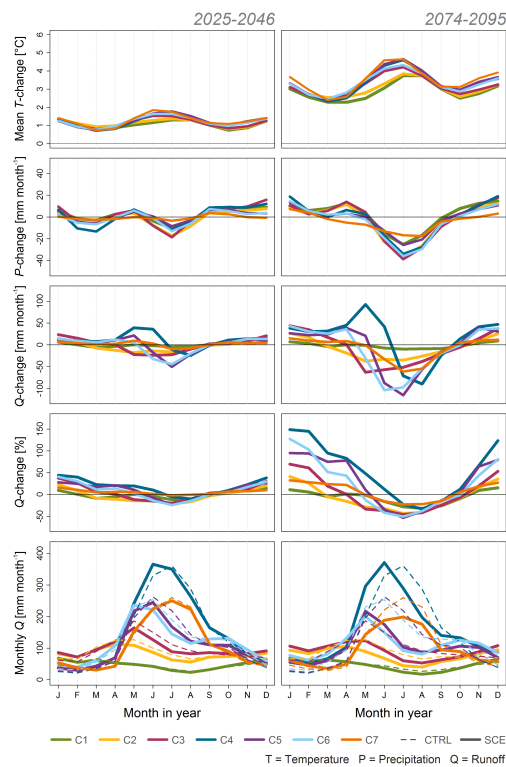 2025-2046
2074-2095
Mean T-change [°C]
6
5
4
3
2
1
0
P-change [mm month⁻¹]
40
20
0
-20
-40
Q-change [mm month⁻¹]
100
50
0
-50
-100
Q-change [%]
150
100
50
0
-50
Monthly Q [mm month⁻¹]
400
300
200
100
0
J F M A M J J A S O N D
J F M A M J J A S O N D
Month in year
Month in year
C1 C2 C3 C4 C5 C6 C7 CTRL SCE
T = Temperature P = Precipitation Q = Runoff